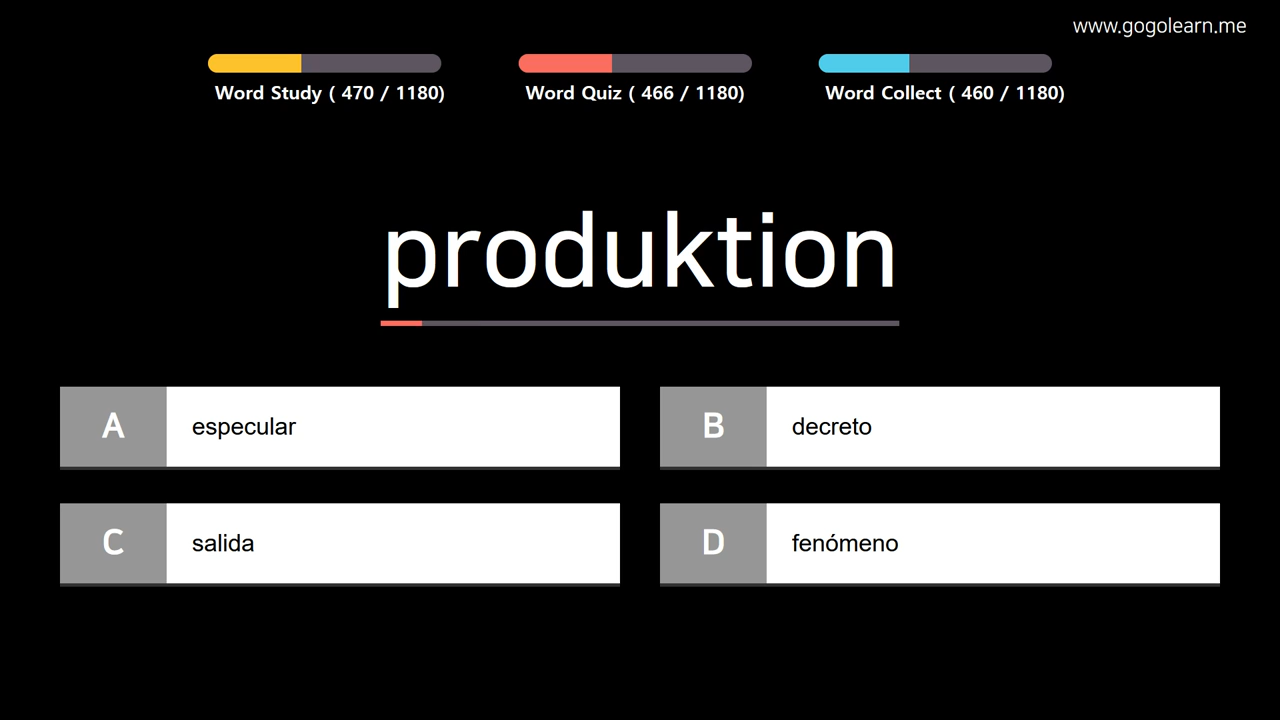 www.gogolearn.me
Word Study ( 470 / 1180)
Word Quiz ( 466 / 1180)
Word Collect ( 460 / 1180)
produktion
A especular
B decreto
C salida
D fenómeno